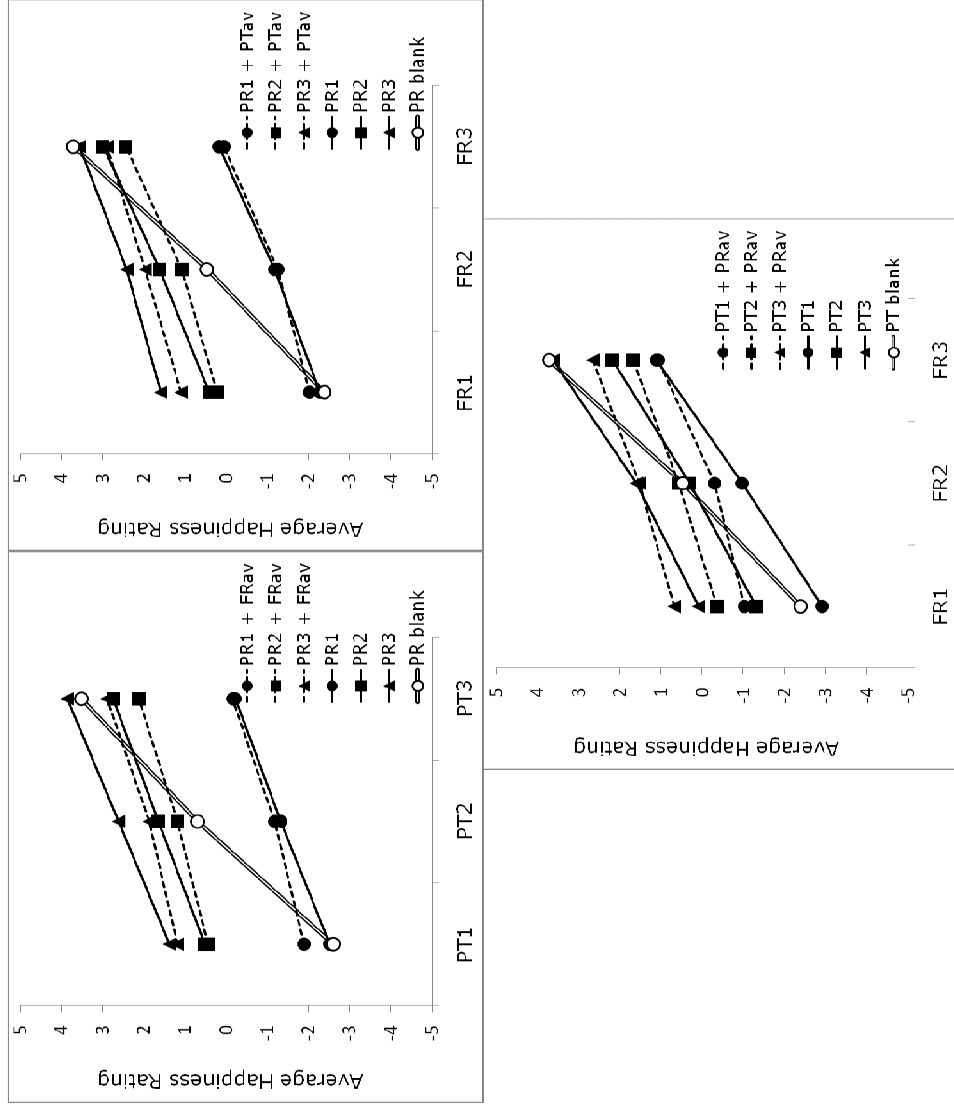 5
4
3
2
1
0
-1
-2
-3
-4
-5
Average Happiness Rating
PT1
PT2
PT3
PR1 + FRav
PR2 + FRav
PR3 + FRav
PR1
PR2
PR3
PR blank
5
4
3
2
1
0
-1
-2
-3
-4
-5
Average Happiness Rating
FR1
FR2
FR3
PR1 + PTav
PR2 + PTav
PR3 + PTav
PR1
PR2
PR3
PR blank
5
4
3
2
1
0
-1
-2
-3
-4
-5
Average Happiness Rating
FR1
FR2
FR3
PT1 + PRav
PT2 + PRav
PT3 + PRav
PT1
PT2
PT3
PT blank